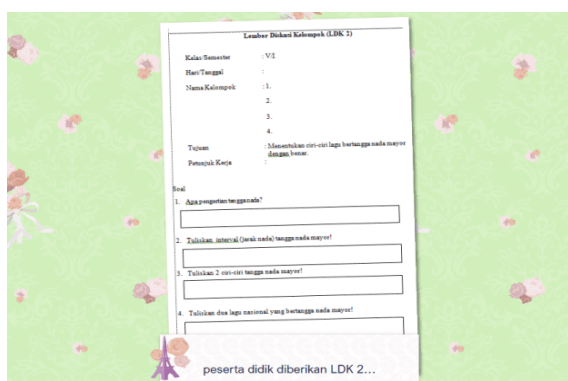 Lembar Diskusi Kelompok (LDK 2)
Kelas/Semester : V/I
Hari/Tanggal :
Nama Kelompok : 1.
2.
3.
4.
Tujuan : Menentukan ciri-ciri lagu bertangga nada mayor
dengan benar.
Petunjuk Kerja :
Soal
1. Apa pengertian tangga nada?
2. Tuliskan interval (jarak nada) tangga nada mayor!
3. Tuliskan 2 ciri-ciri tangga nada mayor!
4. Tuliskan dua lagu nasional yang bertangga nada mayor!
peserta didik diberikan LDK 2…